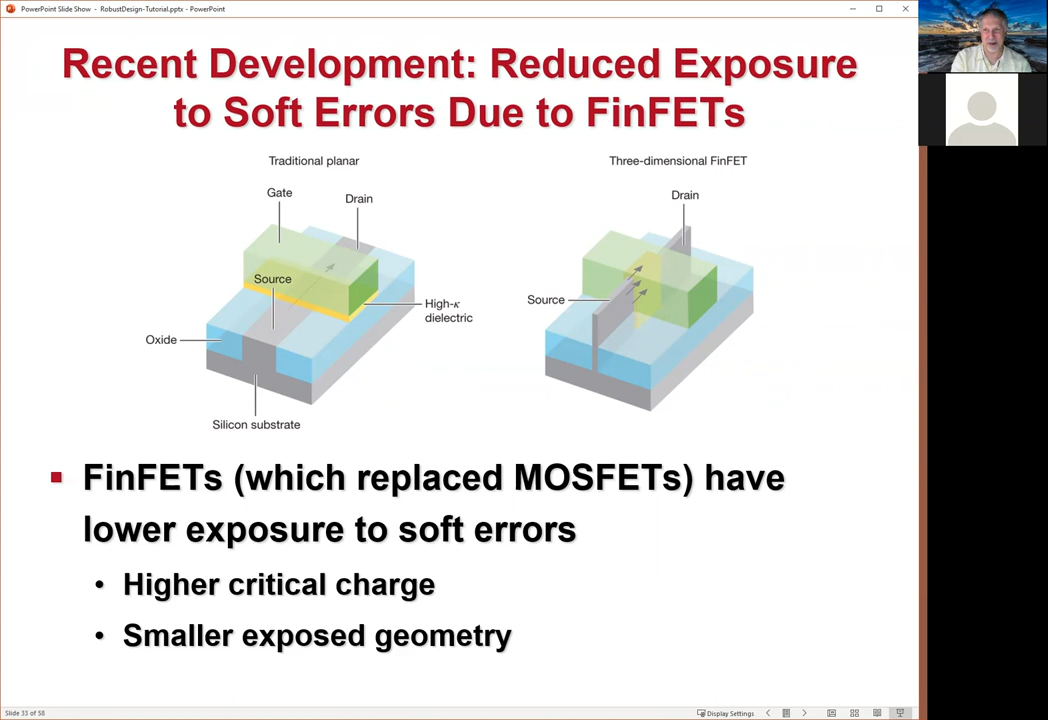 PowerPoint Slide Show - RobustDesign-Tutorial.pptx - PowerPoint
Recent Development: Reduced Exposure
to Soft Errors Due to FinFETs
Traditional planar
Three-dimensional FinFET
Gate
Drain
Drain
Source
Source
High-κ
dielectric
Oxide
Silicon substrate
FinFETs (which replaced MOSFETs) have
lower exposure to soft errors
• Higher critical charge
• Smaller exposed geometry
Slide 33 of 58
Display Settings